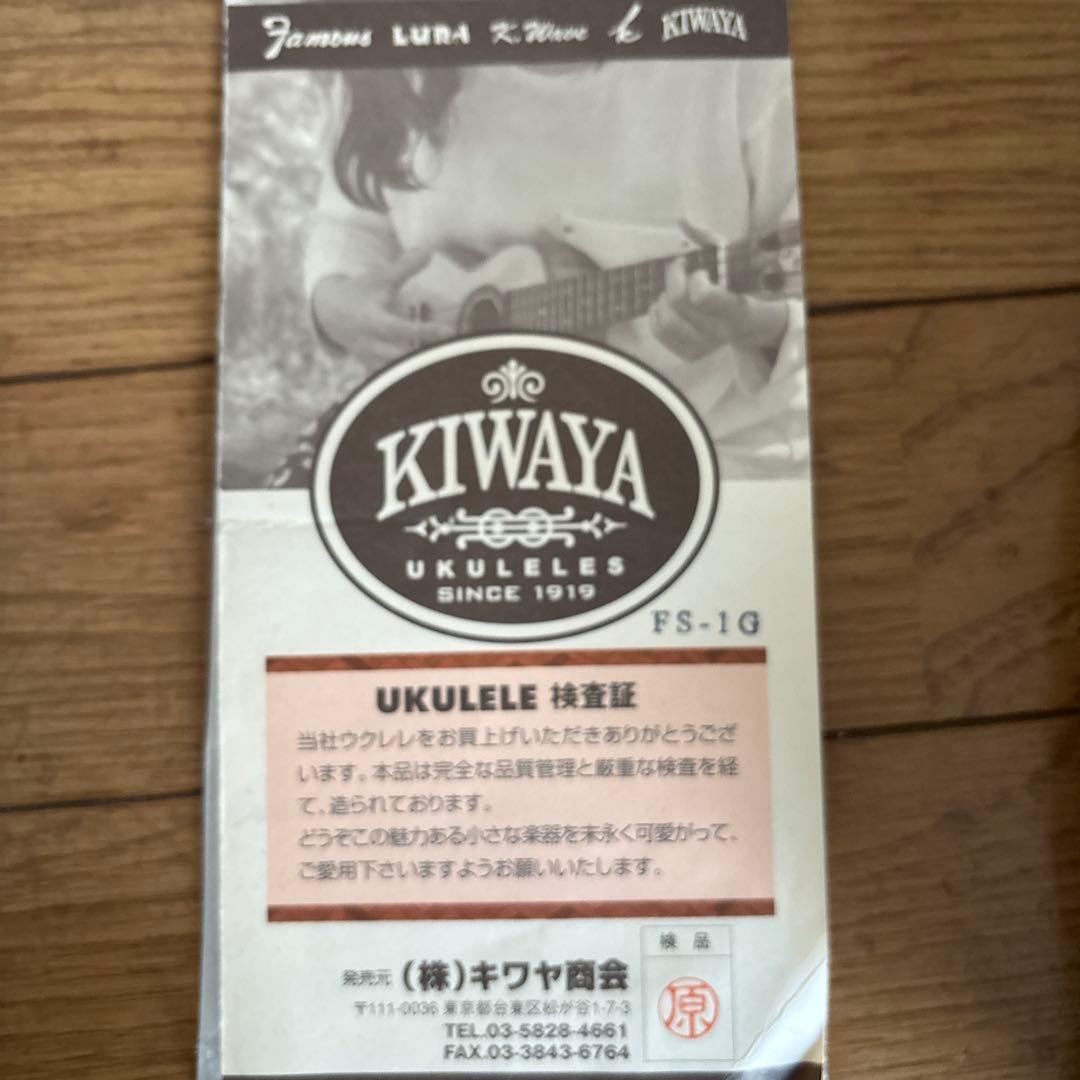 Famous LUNA K.Wave k KIWAYA
KIWAYA
UKULELES
SINCE 1919
FS-1G
UKULELE 検査証
当社ウクレレをお買上げいただきありがとうござ
います。本品は完全な品質管理と厳重な検査を経
て、造られております。
どうぞこの魅力ある小さな楽器を末永く可愛がって、
ご愛用下さいますようお願いいたします。
検品
原
発売元 (株)キワヤ商会
〒111-0036 東京都台東区松が谷1-7-3
TEL.03-5828-4661
FAX.03-3843-6764